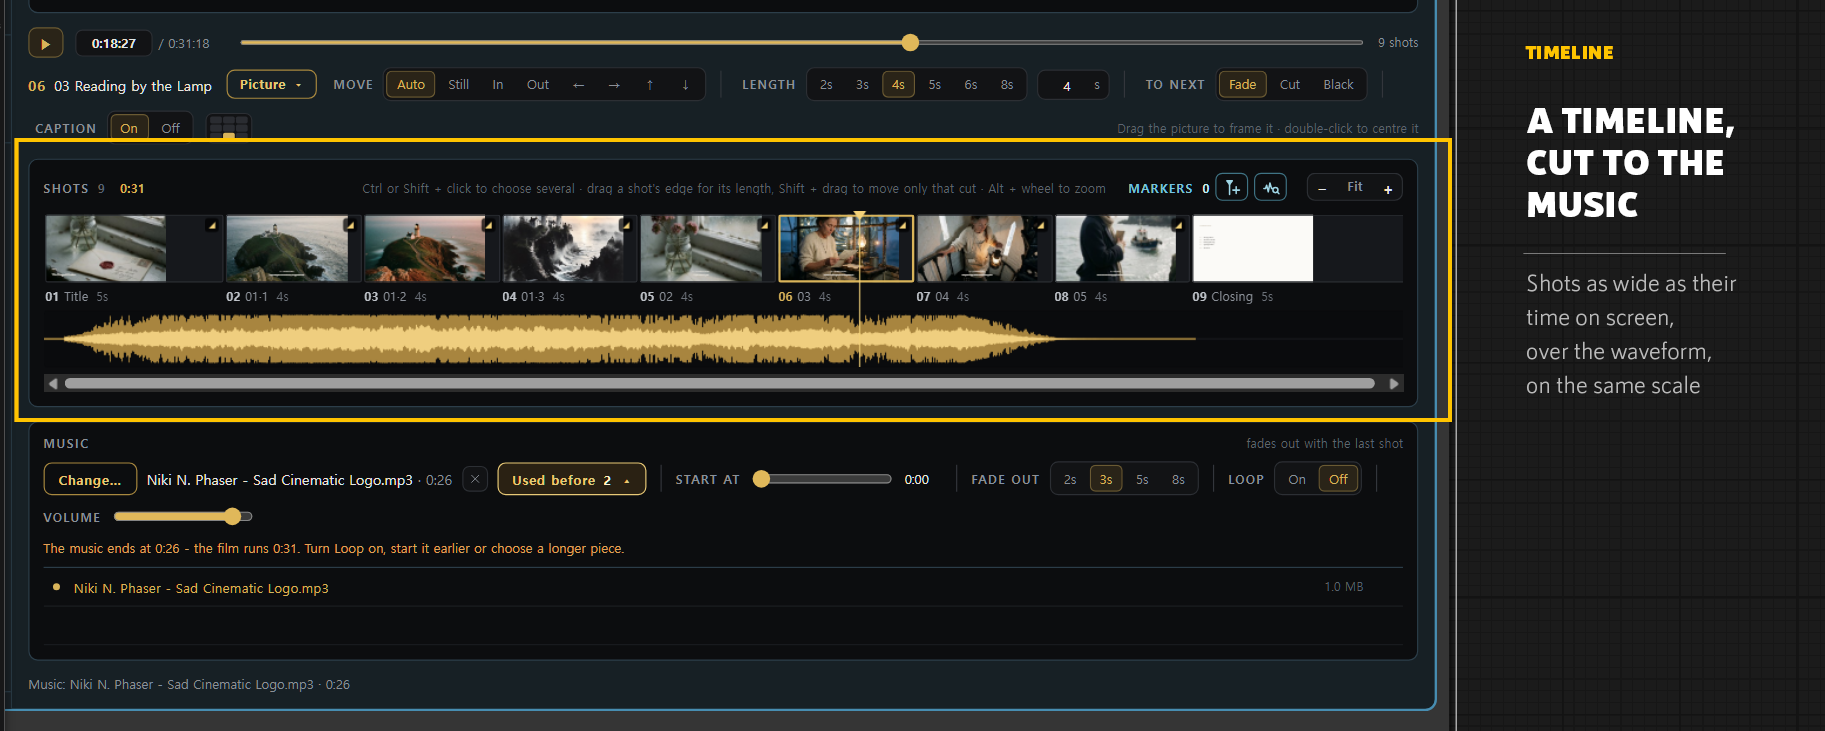 0:18:27 / 0:31:18 9 shots
06 03 Reading by the Lamp Picture MOVE Auto Still In Out ← → ↑ ↓ LENGTH 2s 3s 4s 5s 6s 8s 4 s TO NEXT Fade Cut Black
CAPTION On Off Drag the picture to frame it · double-click to centre it
SHOTS 9 0:31 Ctrl or Shift + click to choose several · drag a shot's edge for its length, Shift + drag to move only that cut · Alt + wheel to zoom MARKERS 0 − Fit +
01 Title 5s 02 01-1 4s 03 01-2 4s 04 01-3 4s 05 02 4s 06 03 4s 07 04 4s 08 05 4s 09 Closing 5s
MUSIC fades out with the last shot
Change... Niki N. Phaser - Sad Cinematic Logo.mp3 · 0:26 × Used before 2 START AT 0:00 FADE OUT 2s 3s 5s 8s LOOP On Off
VOLUME
The music ends at 0:26 - the film runs 0:31. Turn Loop on, start it earlier or choose a longer piece.
Niki N. Phaser - Sad Cinematic Logo.mp3 1.0 MB
Music: Niki N. Phaser - Sad Cinematic Logo.mp3 · 0:26
TIMELINE
A TIMELINE,
CUT TO THE
MUSIC
Shots as wide as their
time on screen,
over the waveform,
on the same scale